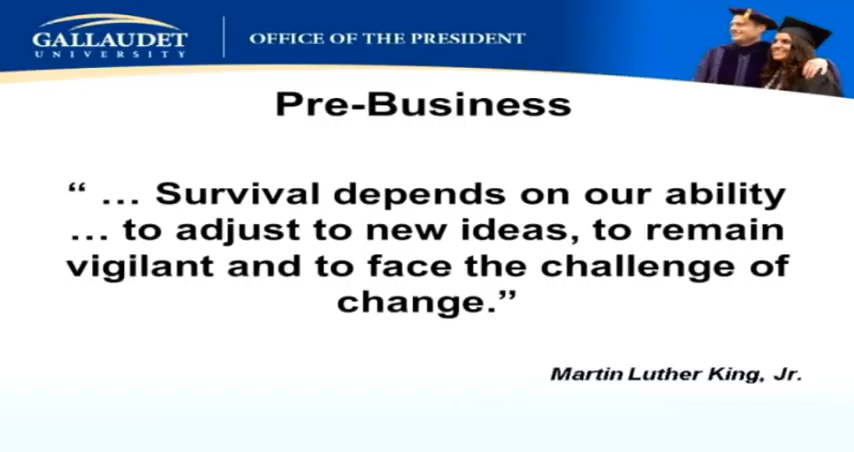 GALLAUDET
UNIVERSITY
OFFICE OF THE PRESIDENT
Pre-Business
“ … Survival depends on our ability
… to adjust to new ideas, to remain
vigilant and to face the challenge of
change.”
Martin Luther King, Jr.